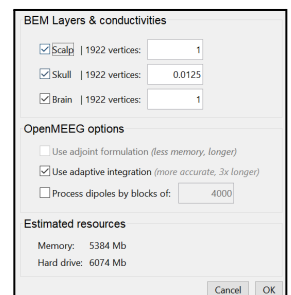 BEM Layers & conductivities
Scalp | 1922 vertices: 1
Skull | 1922 vertices: 0.0125
Brain | 1922 vertices: 1
OpenMEEG options
Use adjoint formulation (less memory, longer)
Use adaptive integration (more accurate, 3x longer)
Process dipoles by blocks of: 4000
Estimated resources
Memory: 5384 Mb
Hard drive: 6074 Mb
Cancel OK